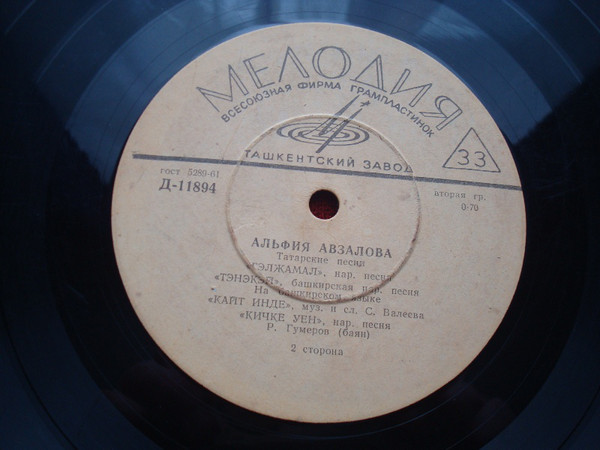 МЕЛОДИЯ
ВСЕСОЮЗНАЯ ФИРМА ГРАМПЛАСТИНОК
ТАШКЕНТСКИЙ ЗАВОД
33
гост 5289-61
Д-11894
вторая гр.
0-70
АЛЬФИЯ АВЗАЛОВА
Татарские песни
«ГЭЛЖАМАЛ», нар. песня
«ТЭНЭКЭЙ», башкирская нар. песня
На башкирском языке
«КАЙТ ИНДЕ», муз. и сл. С. Валеева
«КИЧКЕ УЕН», нар. песня
Р. Гумеров (баян)
2 сторона